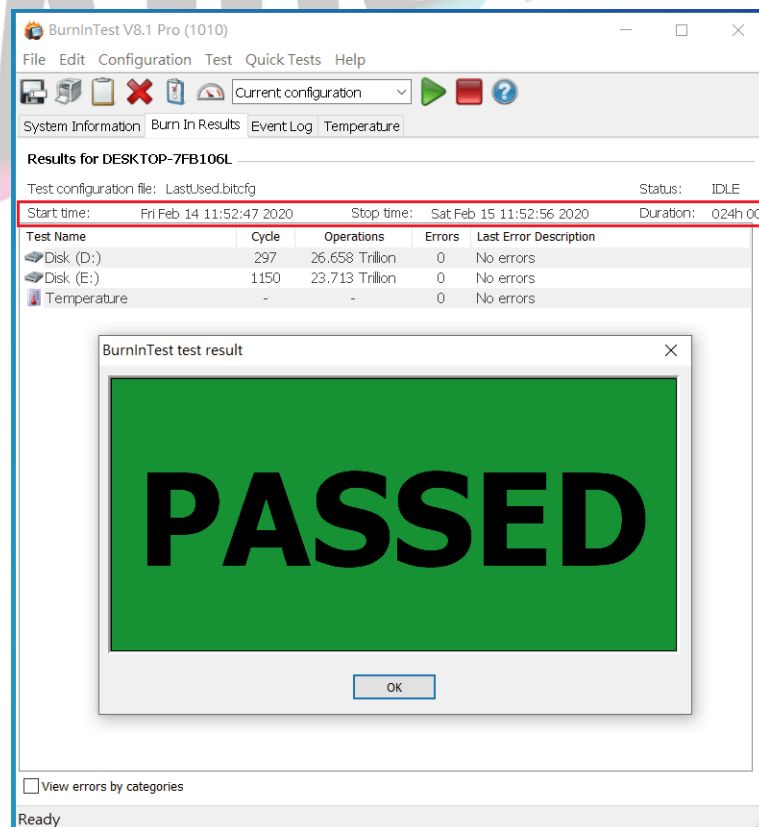 BurnInTest V8.1 Pro (1010)
File Edit Configuration Test Quick Tests Help
Current configuration
System Information Burn In Results Event Log Temperature
Results for DESKTOP-7FB106L
Test configuration file: LastUsed.bitcfg Status: IDLE
Start time: Fri Feb 14 11:52:47 2020 Stop time: Sat Feb 15 11:52:56 2020 Duration: 024h 00
Test Name Cycle Operations Errors Last Error Description
Disk (D:) 297 26.658 Trillion 0 No errors
Disk (E:) 1150 23.713 Trillion 0 No errors
Temperature - - 0 No errors
BurnInTest test result
PASSED
OK
View errors by categories
Ready